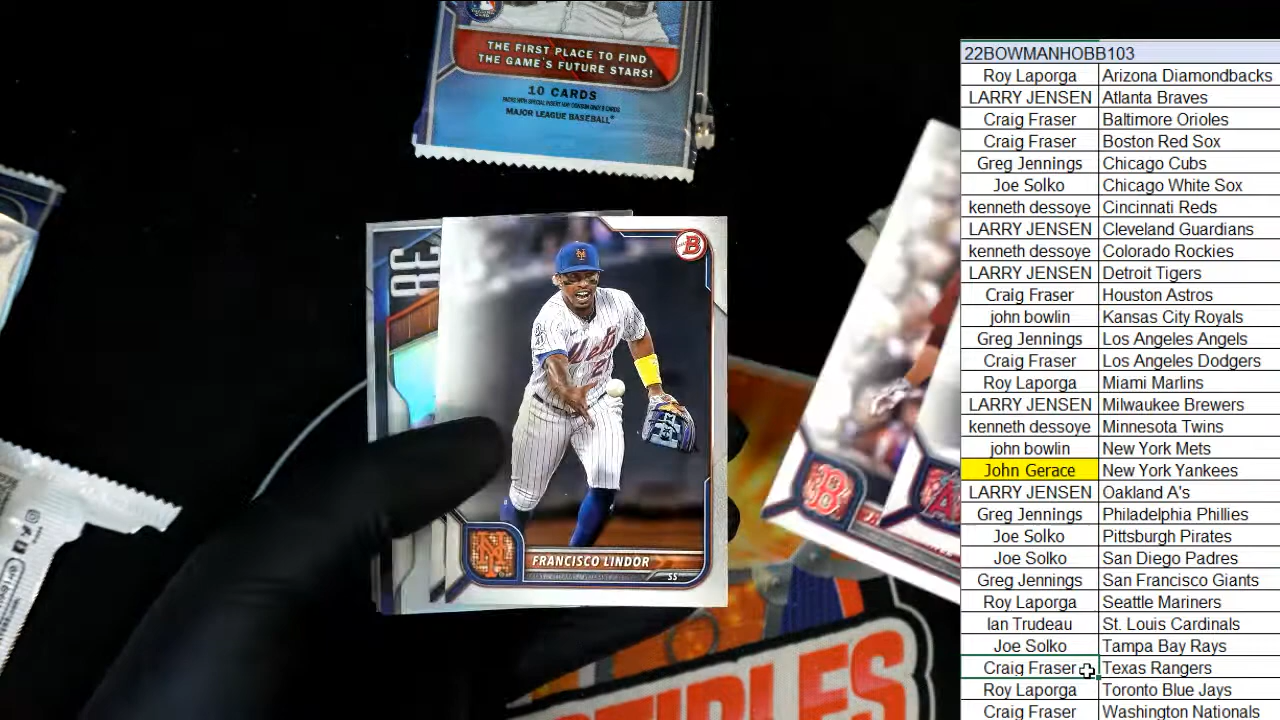 THE FIRST PLACE TO FIND
THE GAME'S FUTURE STARS!
10 CARDS
MAJOR LEAGUE BASEBALL
B
Mets
FRANCISCO LINDOR
SS
B
22BOWMANHOBB103
Roy Laporga Arizona Diamondbacks
LARRY JENSEN Atlanta Braves
Craig Fraser Baltimore Orioles
Craig Fraser Boston Red Sox
Greg Jennings Chicago Cubs
Joe Solko Chicago White Sox
kenneth dessoye Cincinnati Reds
LARRY JENSEN Cleveland Guardians
kenneth dessoye Colorado Rockies
LARRY JENSEN Detroit Tigers
Craig Fraser Houston Astros
john bowlin Kansas City Royals
Greg Jennings Los Angeles Angels
Craig Fraser Los Angeles Dodgers
Roy Laporga Miami Marlins
LARRY JENSEN Milwaukee Brewers
kenneth dessoye Minnesota Twins
john bowlin New York Mets
John Gerace New York Yankees
LARRY JENSEN Oakland A's
Greg Jennings Philadelphia Phillies
Joe Solko Pittsburgh Pirates
Joe Solko San Diego Padres
Greg Jennings San Francisco Giants
Roy Laporga Seattle Mariners
Ian Trudeau St. Louis Cardinals
Joe Solko Tampa Bay Rays
Craig Fraser Texas Rangers
Roy Laporga Toronto Blue Jays
Craig Fraser Washington Nationals